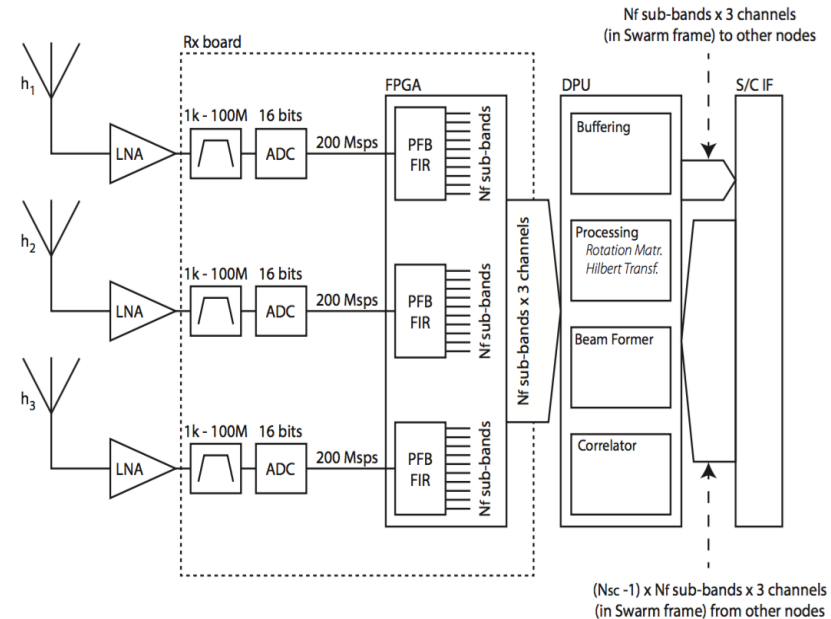 Nf sub-bands x 3 channels
(in Swarm frame) to other nodes
Rx board
FPGA
DPU
S/C IF
h1
LNA
1k - 100M
16 bits
ADC
200 Msps
PFB
FIR
Nf sub-bands
h2
LNA
1k - 100M
16 bits
ADC
200 Msps
PFB
FIR
Nf sub-bands
h3
LNA
1k - 100M
16 bits
ADC
200 Msps
PFB
FIR
Nf sub-bands
Nf sub-bands x 3 channels
Buffering
Processing
Rotation Matr.
Hilbert Transf.
Beam Former
Correlator
(Nsc -1) x Nf sub-bands x 3 channels
(in Swarm frame) from other nodes